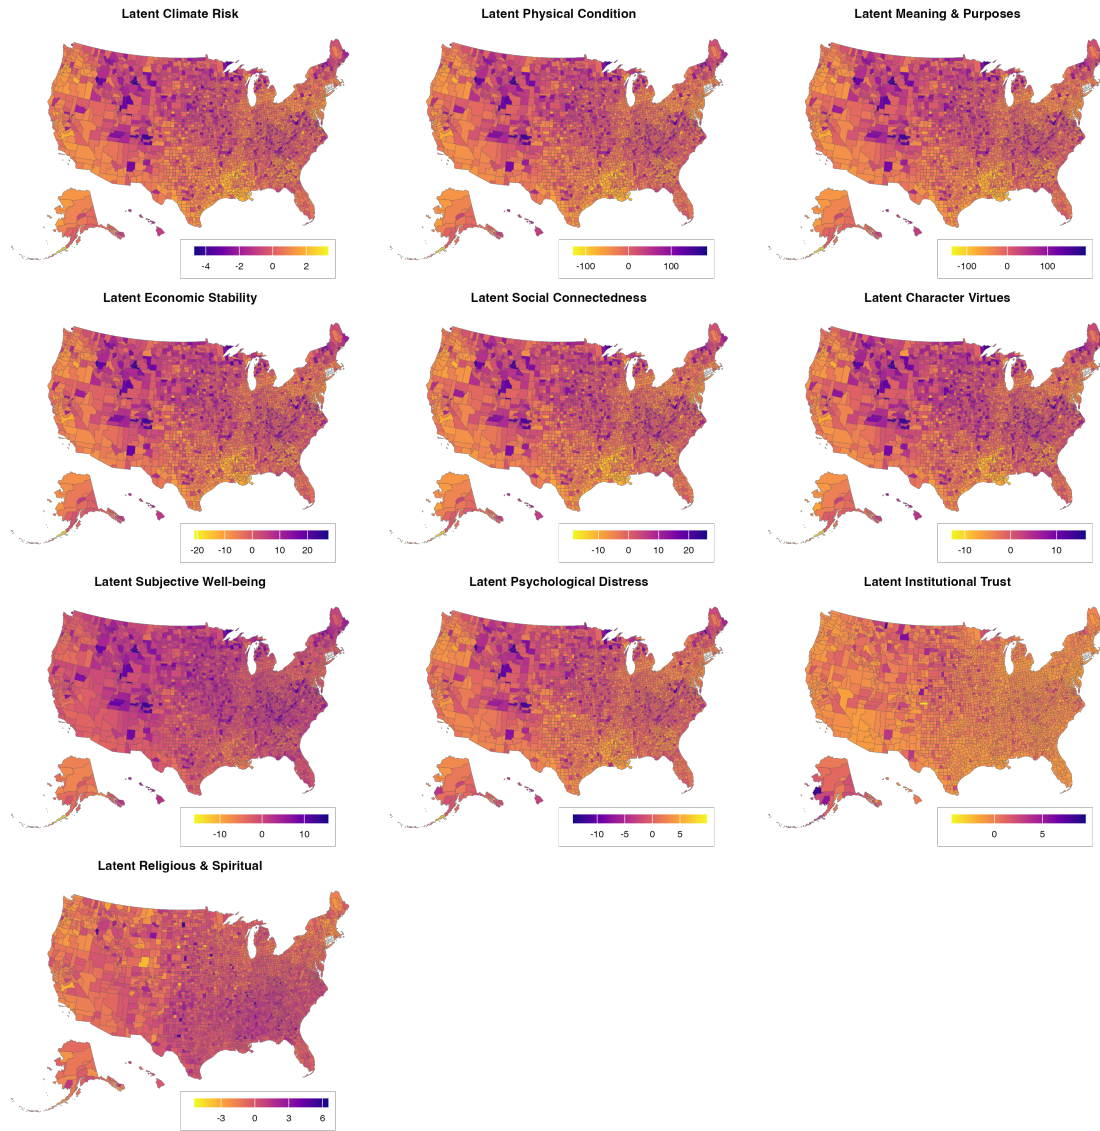 Latent Climate Risk
Latent Physical Condition
Latent Meaning & Purposes
-4 -2 0 2
-100 0 100
-100 0 100
Latent Economic Stability
Latent Social Connectedness
Latent Character Virtues
-20 -10 0 10 20
-10 0 10 20
-10 0 10
Latent Subjective Well-being
Latent Psychological Distress
Latent Institutional Trust
-10 0 10
-10 -5 0 5
0 5
Latent Religious & Spiritual
-3 0 3 6